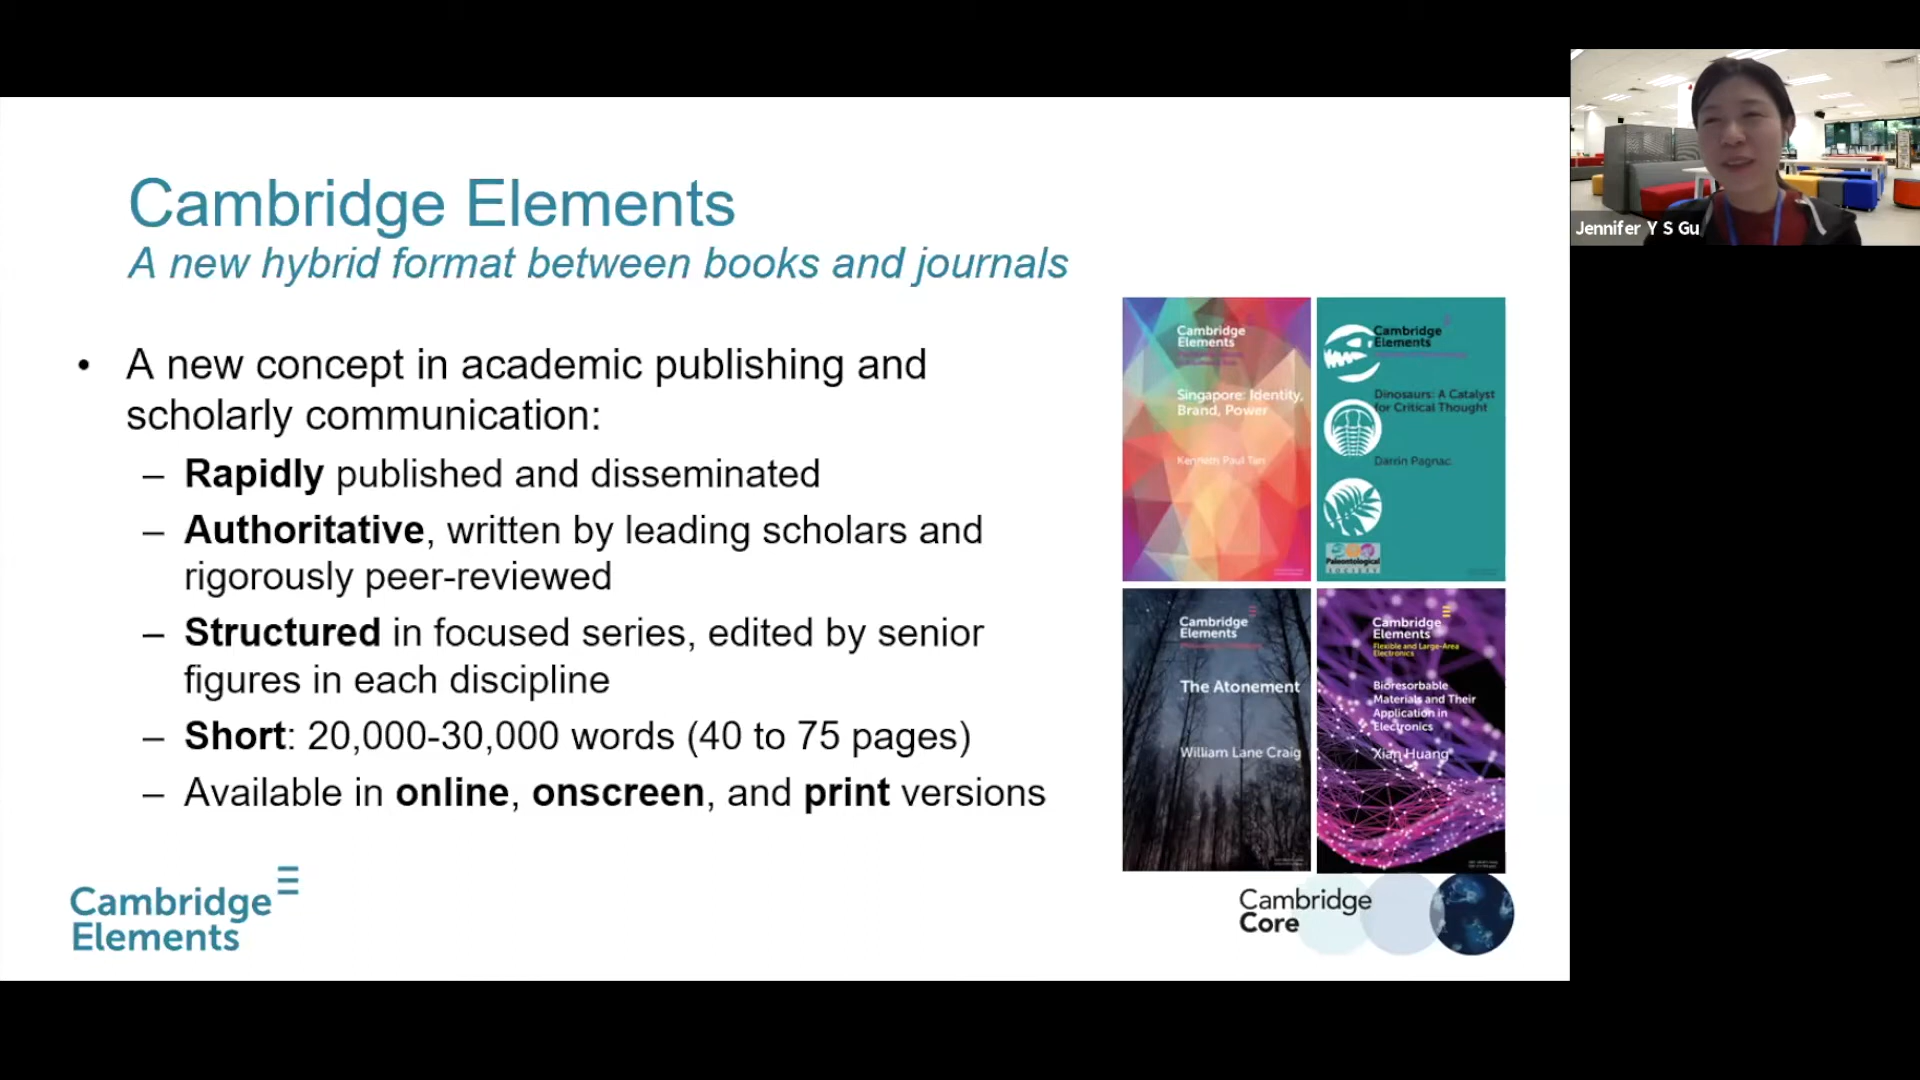 Cambridge Elements
A new hybrid format between books and journals
• A new concept in academic publishing and
scholarly communication:
– Rapidly published and disseminated
– Authoritative, written by leading scholars and
rigorously peer-reviewed
– Structured in focused series, edited by senior
figures in each discipline
– Short: 20,000-30,000 words (40 to 75 pages)
– Available in online, onscreen, and print versions
Cambridge
Elements
Singapore: Identity,
Brand, Power
Kenneth Paul Tan
Cambridge
Elements
Dinosaurs: A Catalyst
for Critical Thought
Darrin Pagnac
Paleontological
SOCIETY
Cambridge
Elements
The Atonement
William Lane Craig
Cambridge
Elements
Flexible and Large-Area
Electronics
Bioresorbable
Materials and Their
Application in
Electronics
Xian Huang
Cambridge
Elements
Cambridge
Core
Jennifer Y S Gu